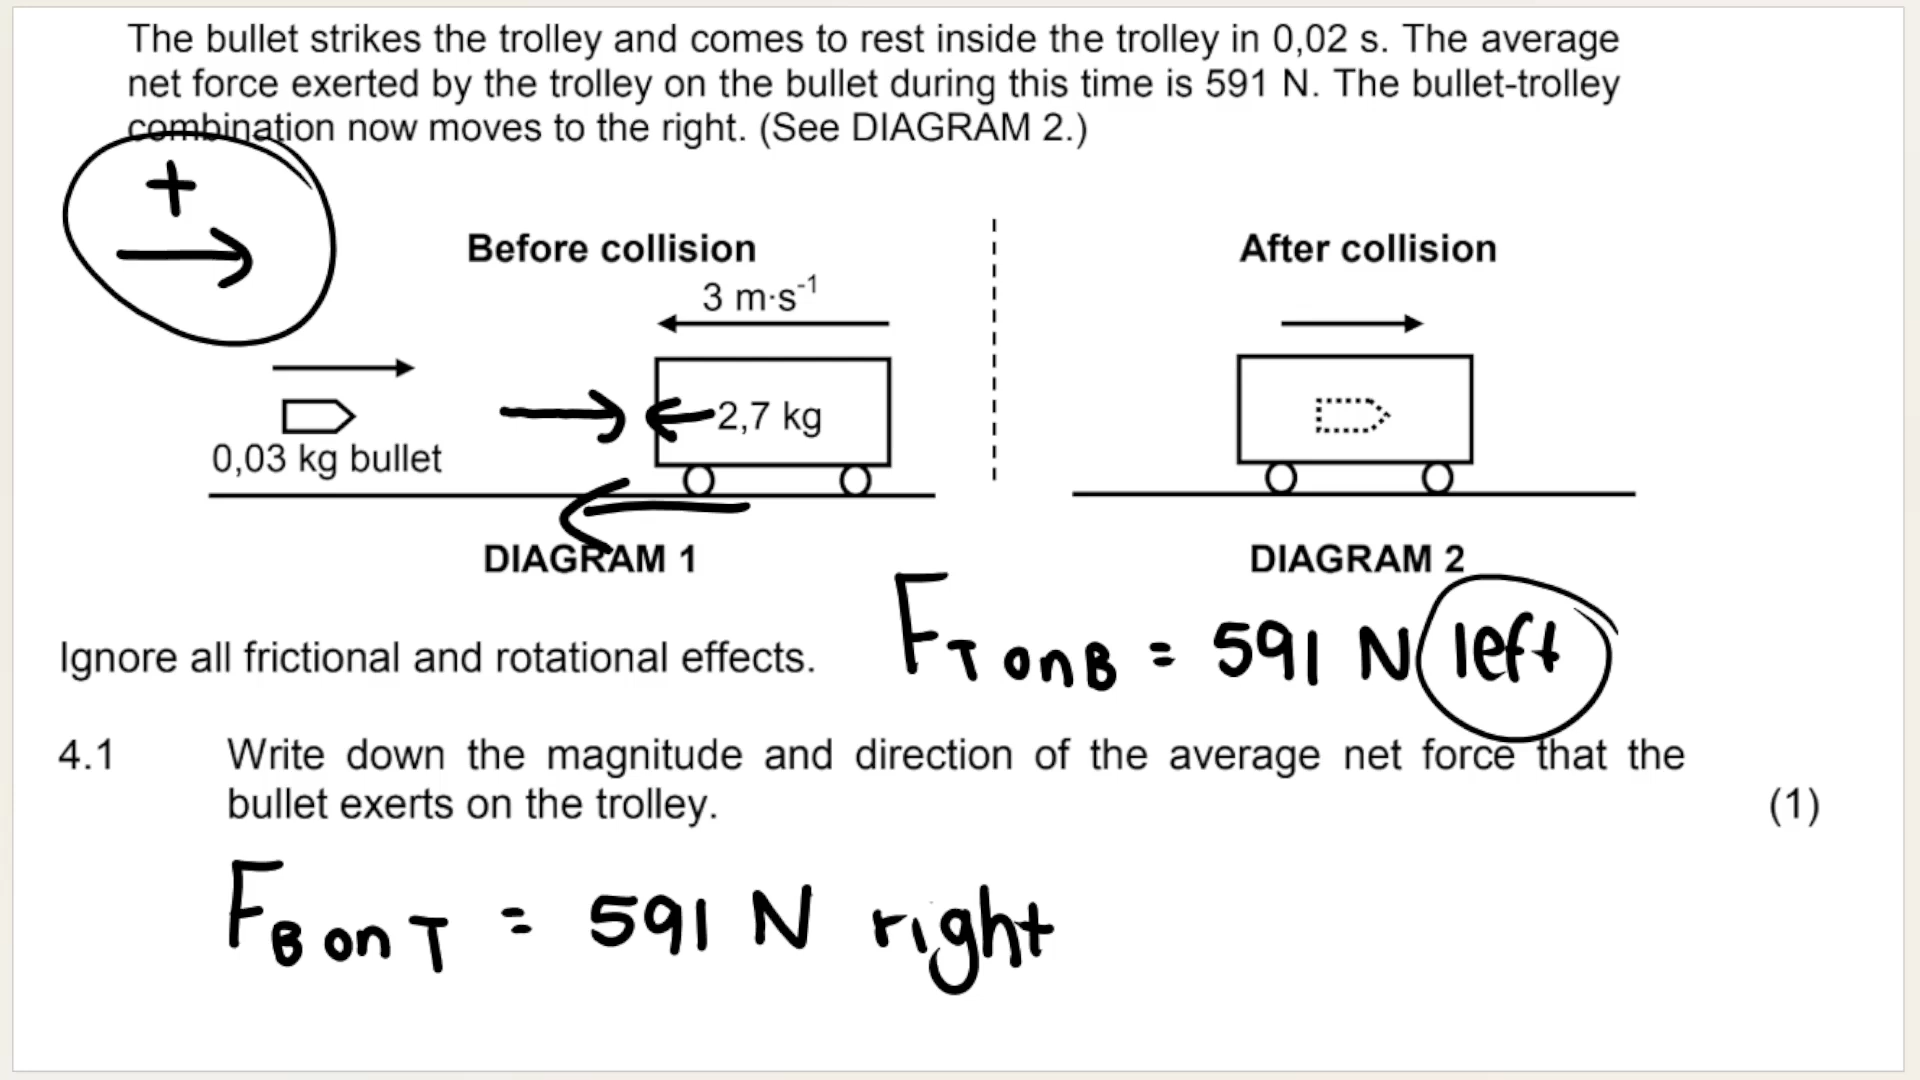 The bullet strikes the trolley and comes to rest inside the trolley in 0,02 s. The average
net force exerted by the trolley on the bullet during this time is 591 N. The bullet-trolley
combination now moves to the right. (See DIAGRAM 2.)
+
Before collision
After collision
3 m·s⁻¹
2,7 kg
0,03 kg bullet
DIAGRAM 1
DIAGRAM 2
Ignore all frictional and rotational effects.
F T on B = 591 N left
4.1 Write down the magnitude and direction of the average net force that the
bullet exerts on the trolley. (1)
F B on T = 591 N right